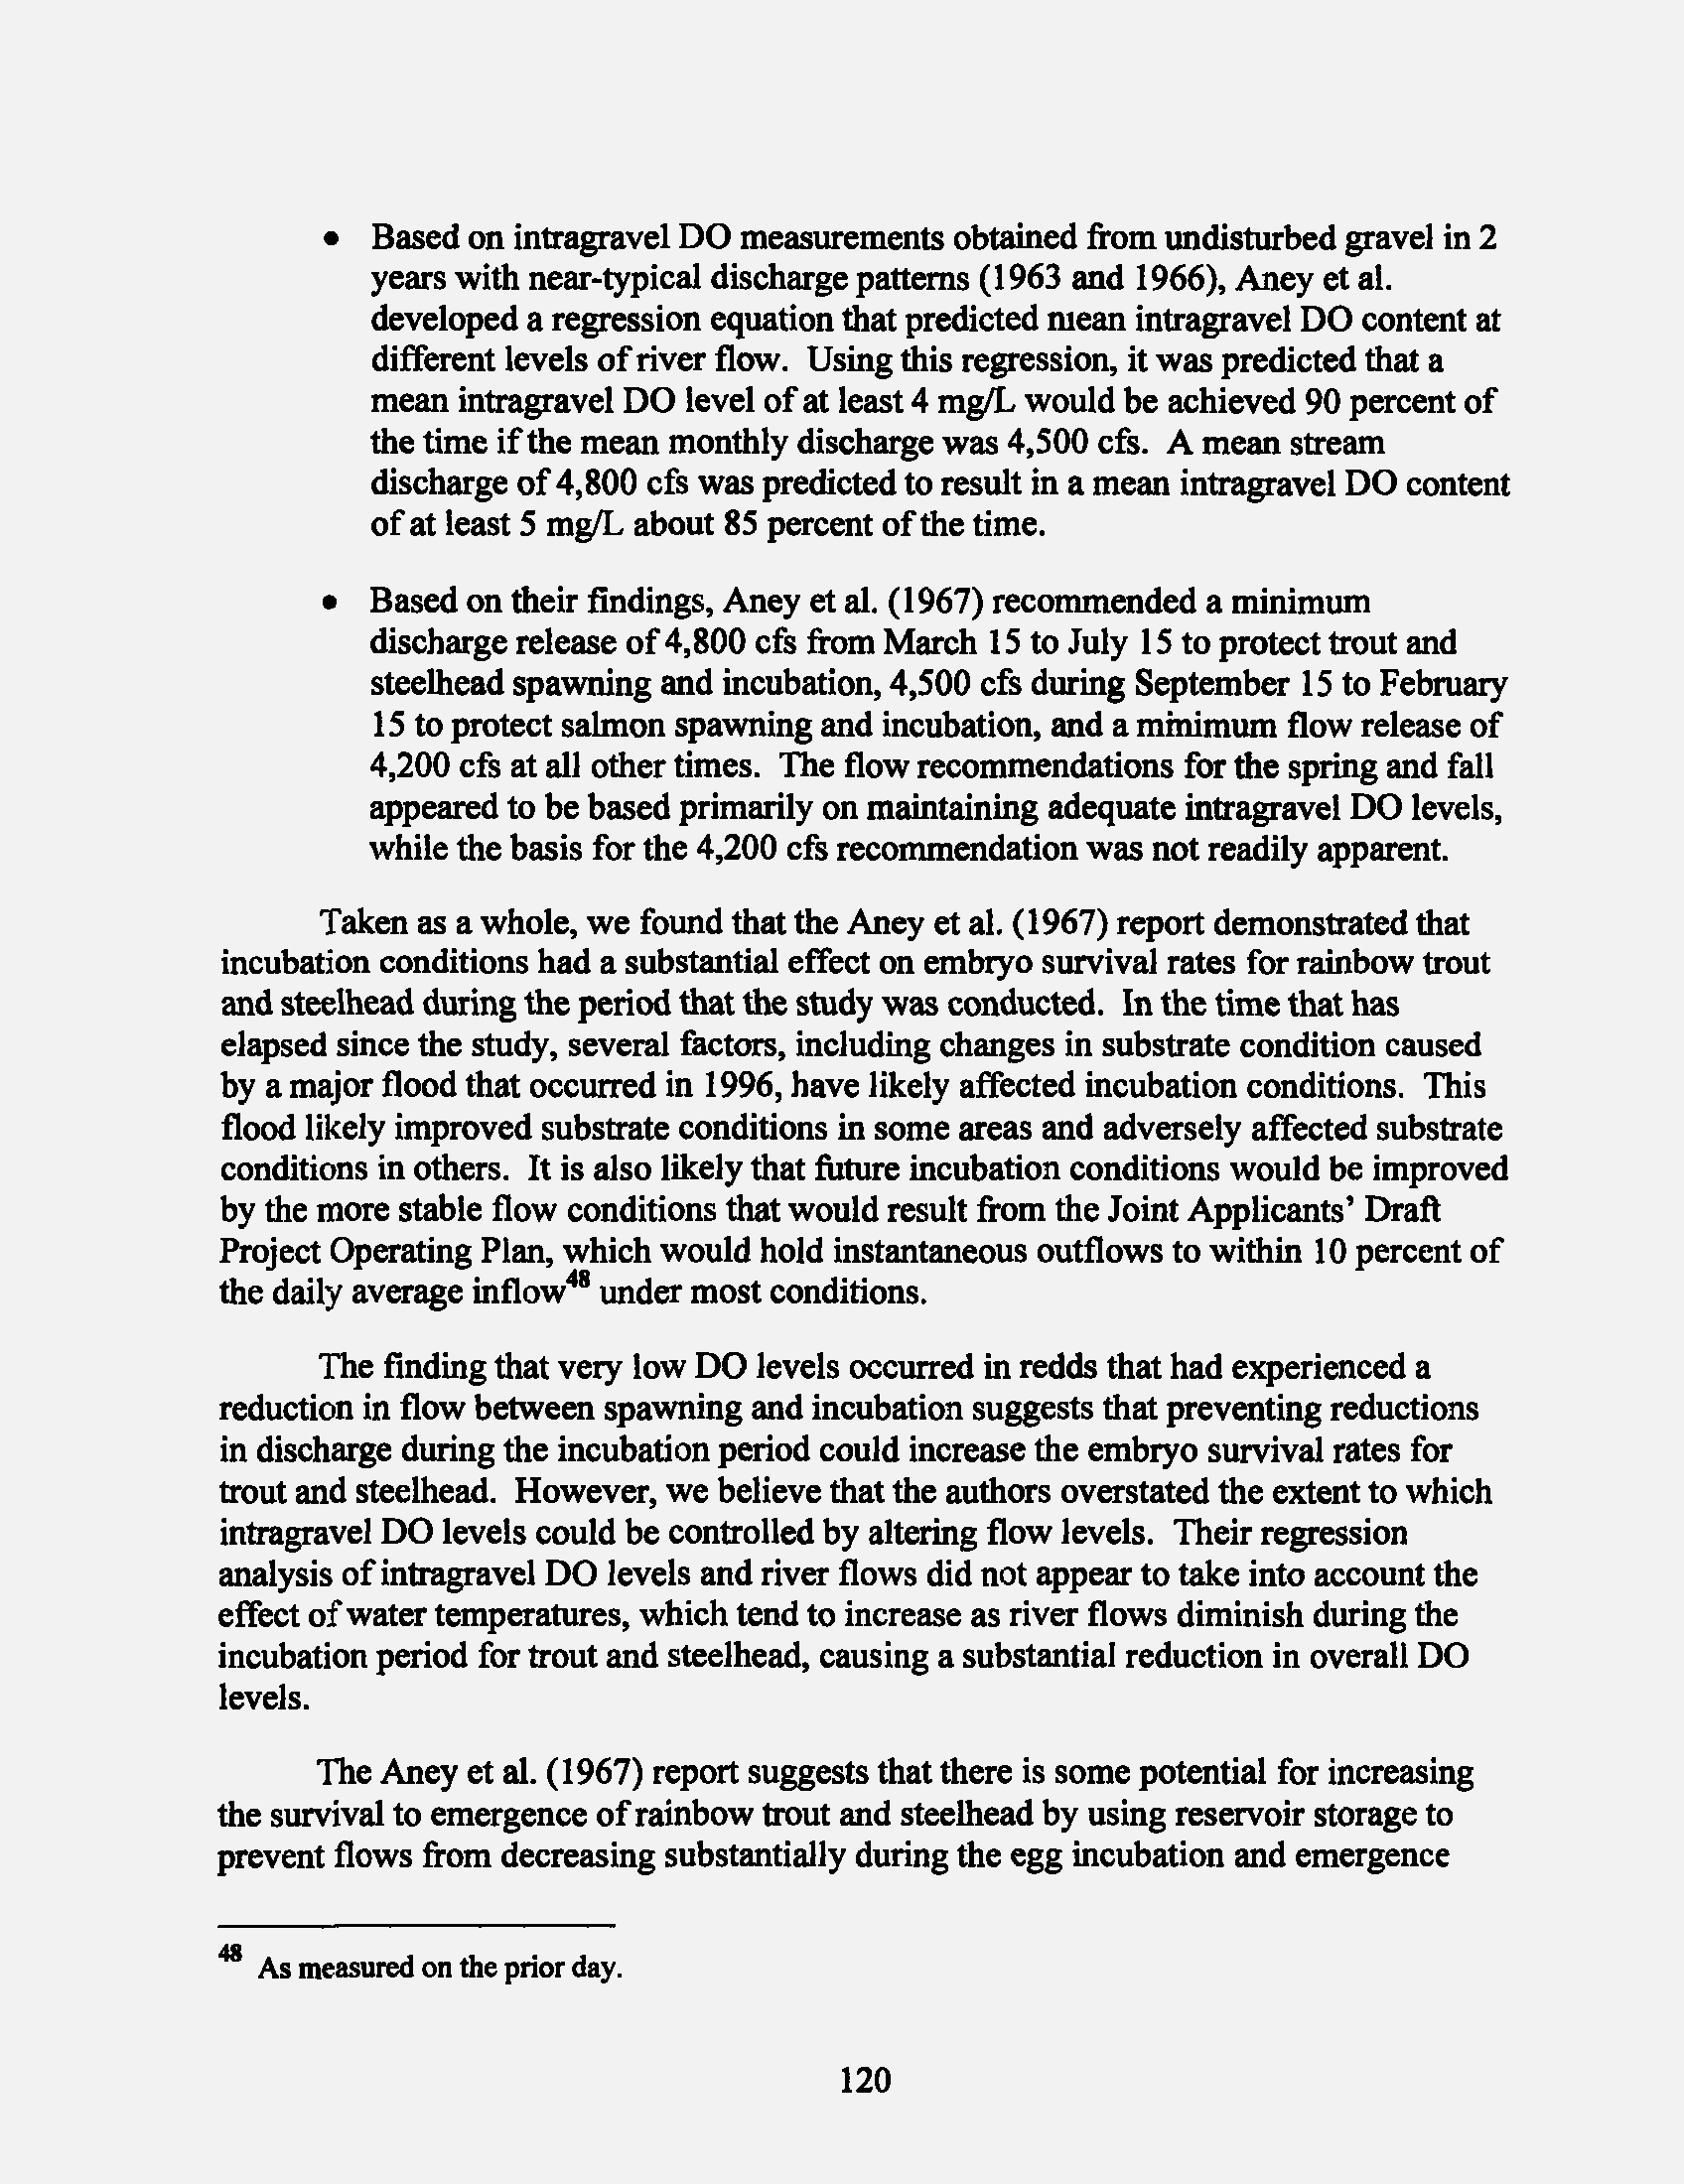 • Based on intragravel DO measurements obtained from undisturbed gravel in 2
years with near-typical discharge patterns (1963 and 1966), Aney et al.
developed a regression equation that predicted mean intragravel DO content at
different levels of river flow. Using this regression, it was predicted that a
mean intragravel DO level of at least 4 mg/L would be achieved 90 percent of
the time if the mean monthly discharge was 4,500 cfs. A mean stream
discharge of 4,800 cfs was predicted to result in a mean intragravel DO content
of at least 5 mg/L about 85 percent of the time.
• Based on their findings, Aney et al. (1967) recommended a minimum
discharge release of 4,800 cfs from March 15 to July 15 to protect trout and
steelhead spawning and incubation, 4,500 cfs during September 15 to February
15 to protect salmon spawning and incubation, and a minimum flow release of
4,200 cfs at all other times. The flow recommendations for the spring and fall
appeared to be based primarily on maintaining adequate intragravel DO levels,
while the basis for the 4,200 cfs recommendation was not readily apparent.
Taken as a whole, we found that the Aney et al. (1967) report demonstrated that
incubation conditions had a substantial effect on embryo survival rates for rainbow trout
and steelhead during the period that the study was conducted. In the time that has
elapsed since the study, several factors, including changes in substrate condition caused
by a major flood that occurred in 1996, have likely affected incubation conditions. This
flood likely improved substrate conditions in some areas and adversely affected substrate
conditions in others. It is also likely that future incubation conditions would be improved
by the more stable flow conditions that would result from the Joint Applicants' Draft
Project Operating Plan, which would hold instantaneous outflows to within 10 percent of
the daily average inflow48 under most conditions.
The finding that very low DO levels occurred in redds that had experienced a
reduction in flow between spawning and incubation suggests that preventing reductions
in discharge during the incubation period could increase the embryo survival rates for
trout and steelhead. However, we believe that the authors overstated the extent to which
intragravel DO levels could be controlled by altering flow levels. Their regression
analysis of intragravel DO levels and river flows did not appear to take into account the
effect of water temperatures, which tend to increase as river flows diminish during the
incubation period for trout and steelhead, causing a substantial reduction in overall DO
levels.
The Aney et al. (1967) report suggests that there is some potential for increasing
the survival to emergence of rainbow trout and steelhead by using reservoir storage to
prevent flows from decreasing substantially during the egg incubation and emergence
48 As measured on the prior day.
120